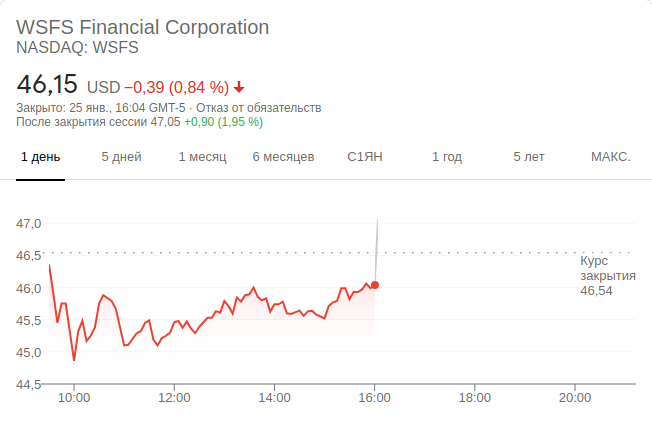 WSFS Financial Corporation
NASDAQ: WSFS
46,15 USD −0,39 (0,84 %)
Закрыто: 25 янв., 16:04 GMT-5 · Отказ от обязательств
После закрытия сессии 47,05 +0,90 (1,95 %)
1 день 5 дней 1 месяц 6 месяцев С1ЯН 1 год 5 лет МАКС.
47,0
46,5
Курс
закрытия
46,54
46,0
45,5
45,0
44,5
10:00 12:00 14:00 16:00 18:00 20:00